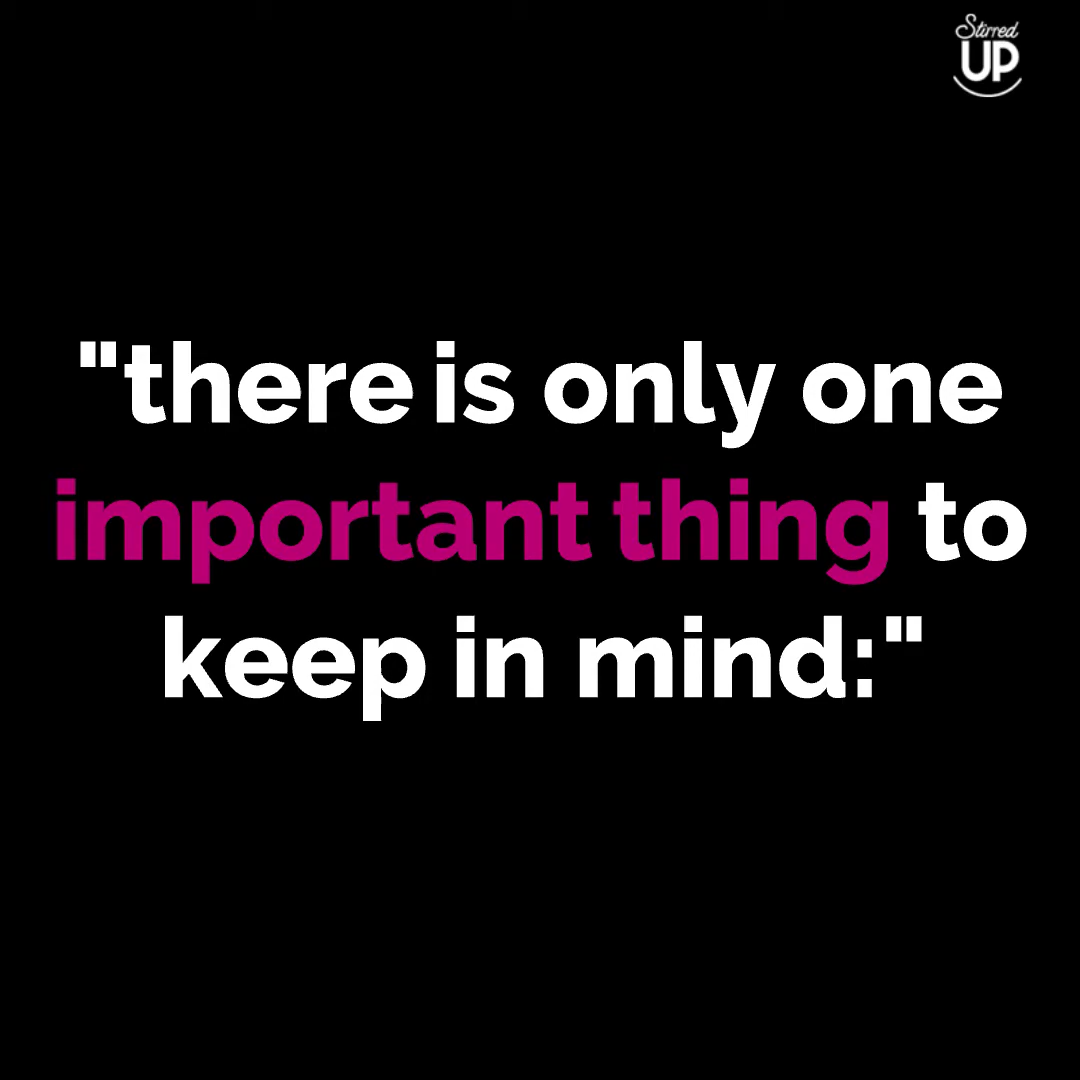 Stirred
UP
"there is only one
important thing to
keep in mind:"